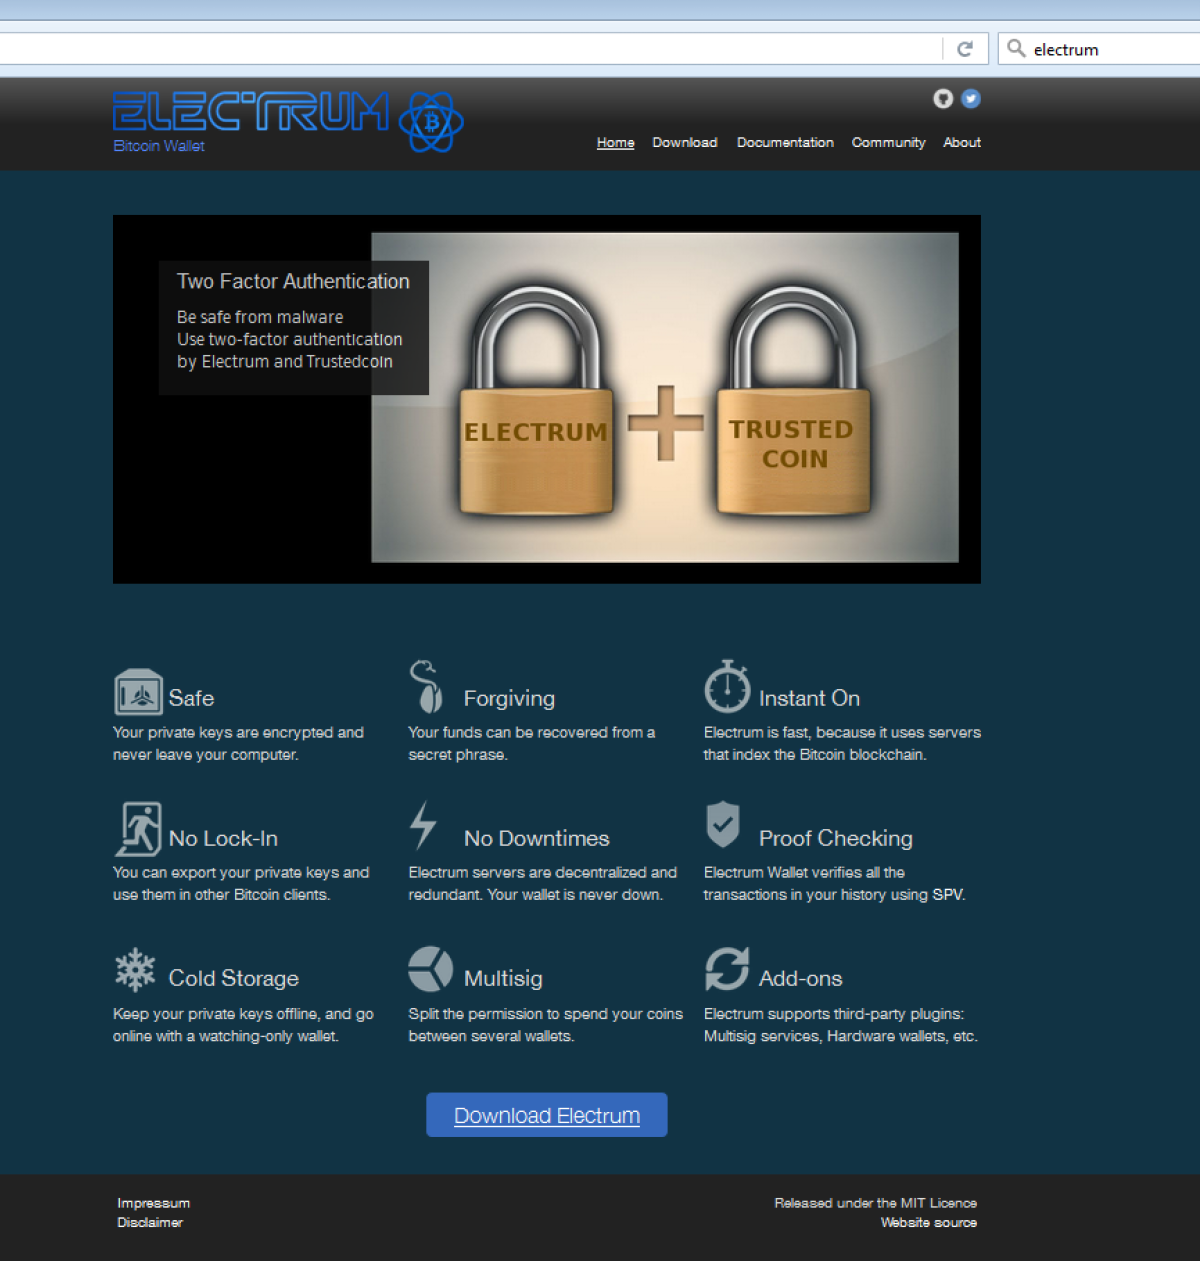 electrum
ELECTRUM
Bitcoin Wallet
Home Download Documentation Community About
Two Factor Authentication
Be safe from malware
Use two-factor authentication
by Electrum and Trustedcoin
ELECTRUM
TRUSTED
COIN
Safe
Your private keys are encrypted and
never leave your computer.
Forgiving
Your funds can be recovered from a
secret phrase.
Instant On
Electrum is fast, because it uses servers
that index the Bitcoin blockchain.
No Lock-In
You can export your private keys and
use them in other Bitcoin clients.
No Downtimes
Electrum servers are decentralized and
redundant. Your wallet is never down.
Proof Checking
Electrum Wallet verifies all the
transactions in your history using SPV.
Cold Storage
Keep your private keys offline, and go
online with a watching-only wallet.
Multisig
Split the permission to spend your coins
between several wallets.
Add-ons
Electrum supports third-party plugins:
Multisig services, Hardware wallets, etc.
Download Electrum
Impressum
Disclaimer
Released under the MIT Licence
Website source